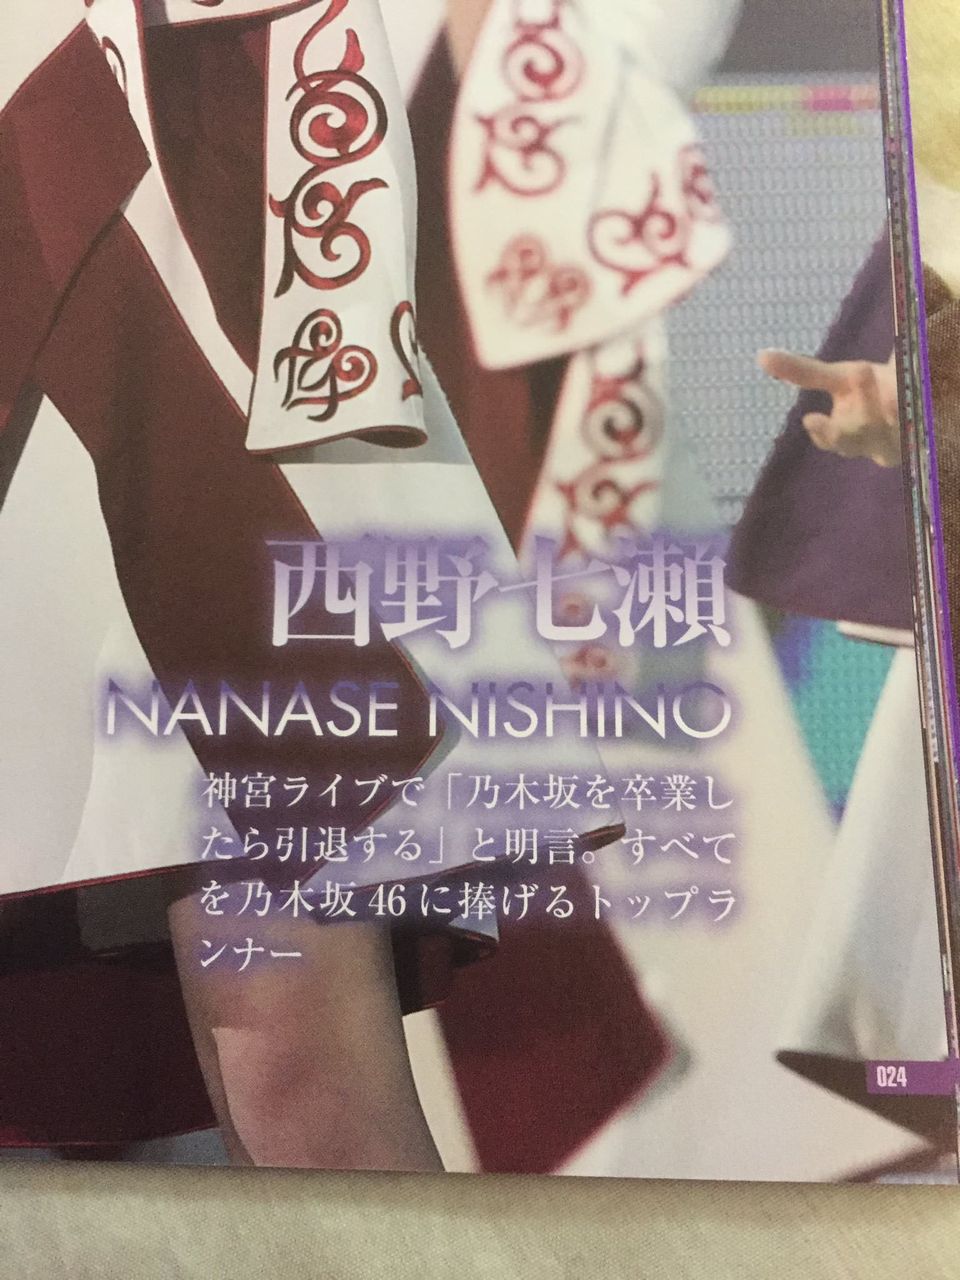 西野七瀬
NANASE NISHINO
神宮ライブで「乃木坂を卒業し
たら引退する」と明言。すべて
を乃木坂46に捧げるトップラ
ンナー
024